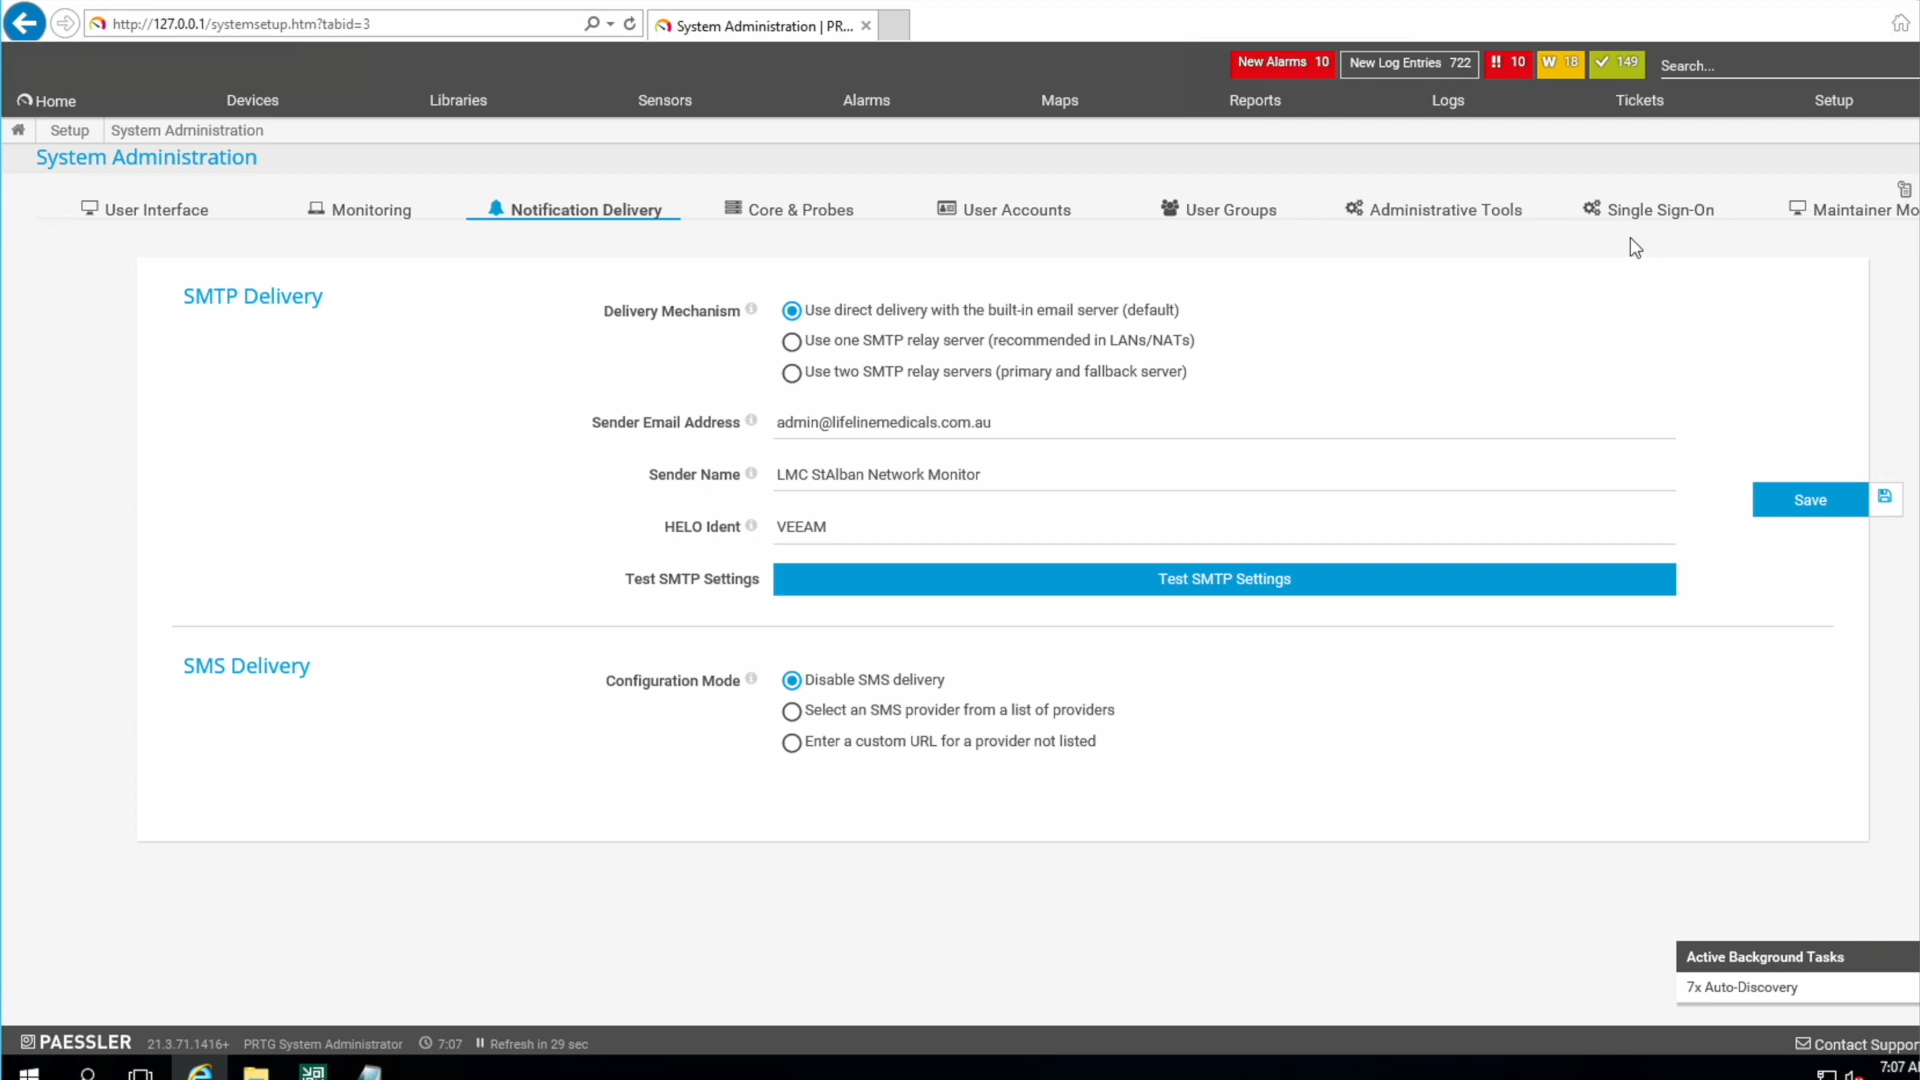 http://127.0.0.1/systemsetup.htm?tabid=3
System Administration | PR...
New Alarms 10
New Log Entries 722
!! 10
W 18
149
Search...
Home
Devices
Libraries
Sensors
Alarms
Maps
Reports
Logs
Tickets
Setup
Setup
System Administration
System Administration
User Interface
Monitoring
Notification Delivery
Core & Probes
User Accounts
User Groups
Administrative Tools
Single Sign-On
Maintainer Mo
SMTP Delivery
Delivery Mechanism
Use direct delivery with the built-in email server (default)
Use one SMTP relay server (recommended in LANs/NATs)
Use two SMTP relay servers (primary and fallback server)
Sender Email Address
admin@lifelinemedicals.com.au
Sender Name
LMC StAlban Network Monitor
Save
HELO Ident
VEEAM
Test SMTP Settings
Test SMTP Settings
SMS Delivery
Configuration Mode
Disable SMS delivery
Select an SMS provider from a list of providers
Enter a custom URL for a provider not listed
Active Background Tasks
7x Auto-Discovery
PAESSLER
21.3.71.1416+
PRTG System Administrator
7:07
Refresh in 29 sec
Contact Suppor
7:07 A